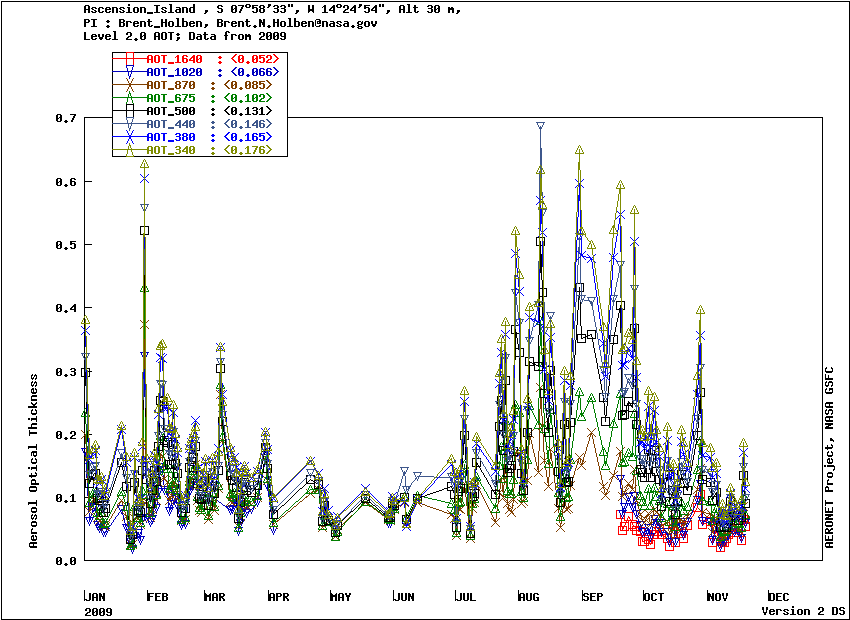 Ascension_Island , S 07°58'33", W 14°24'54", Alt 30 m,
PI : Brent_Holben, Brent.N.Holben@nasa.gov
Level 2.0 AOT; Data from 2009
AOT_1640 : <0.052>
AOT_1020 : <0.066>
AOT_870 : <0.085>
AOT_675 : <0.102>
AOT_500 : <0.131>
AOT_440 : <0.146>
AOT_380 : <0.165>
AOT_340 : <0.176>
0.7
0.6
0.5
0.4
0.3
0.2
0.1
0.0
Aerosol Optical Thickness
AERONET Project, NASA GSFC
JAN FEB MAR APR MAY JUN JUL AUG SEP OCT NOV DEC
2009
Version 2 DS